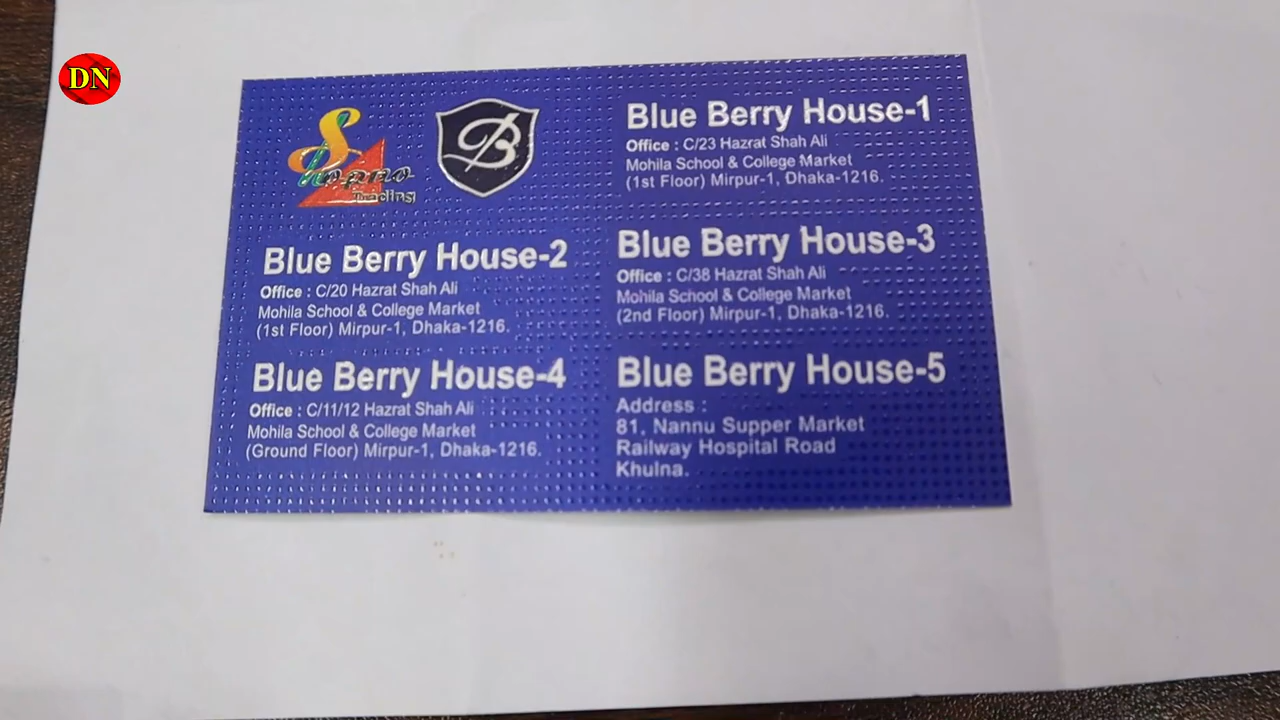 DN
Shopno
Trading
B
Blue Berry House-1
Office : C/23 Hazrat Shah Ali
Mohila School & College Market
(1st Floor) Mirpur-1, Dhaka-1216.
Blue Berry House-2
Office : C/20 Hazrat Shah Ali
Mohila School & College Market
(1st Floor) Mirpur-1, Dhaka-1216.
Blue Berry House-3
Office : C/38 Hazrat Shah Ali
Mohila School & College Market
(2nd Floor) Mirpur-1, Dhaka-1216.
Blue Berry House-4
Office : C/11/12 Hazrat Shah Ali
Mohila School & College Market
(Ground Floor) Mirpur-1, Dhaka-1216.
Blue Berry House-5
Address :
81, Nannu Supper Market
Railway Hospital Road
Khulna.